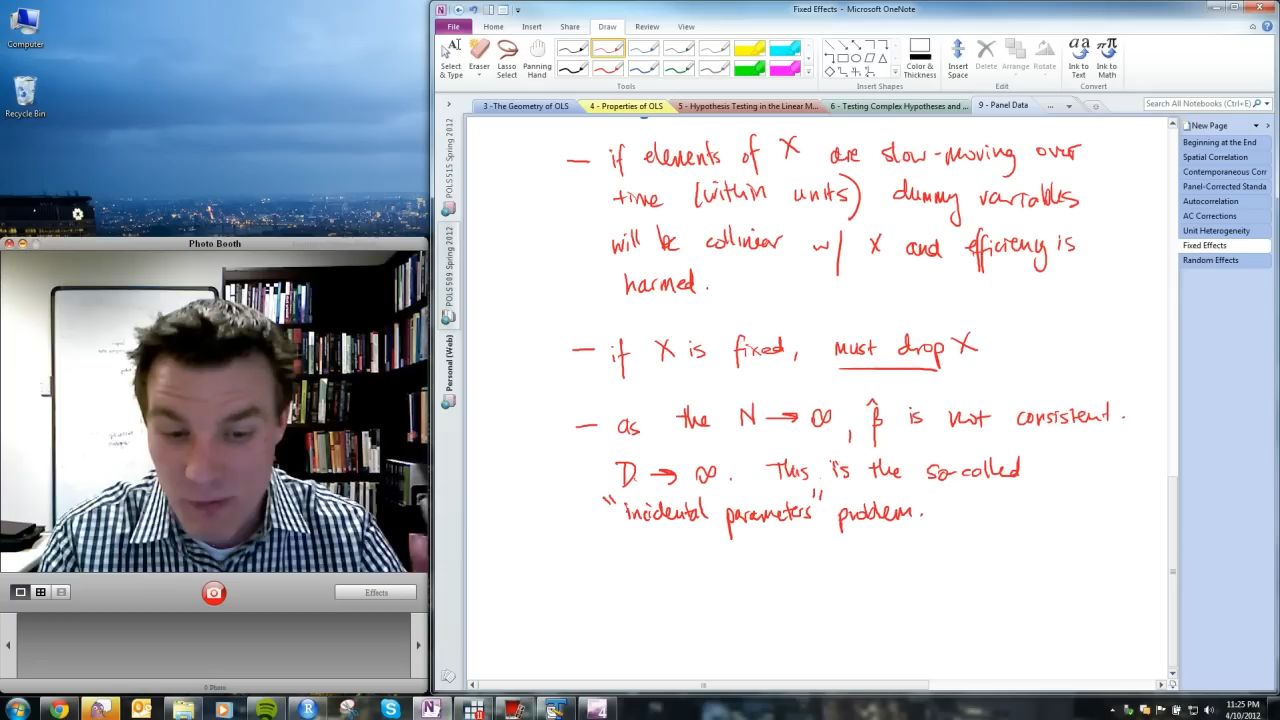 Fixed Effects - Microsoft OneNote
Computer
Recycle Bin
Photo Booth
Effects
0 Photo
File Home Insert Share Draw Review View
Select & Type
Eraser
Lasso Select
Panning Hand
Color & Thickness
Insert Space
Delete
Arrange
Rotate
Ink to Text
Ink to Math
Tools Insert Shapes Edit Convert
3 -The Geometry of OLS 4 - Properties of OLS 5 - Hypothesis Testing in the Linear M... 6 - Testing Complex Hypotheses and ... 9 - Panel Data ...
Search All Notebooks (Ctrl+E)
POLS 515 Spring 2012
POLS 509 Spring 2012
Personal (Web)
New Page
Beginning at the End
Spatial Correlation
Contemporaneous Corr
Panel-Corrected Standa
Autocorrelation
AC Corrections
Unit Heterogeneity
Fixed Effects
Random Effects
— if elements of X are slow-moving over
time (within units) dummy variables
will be collinear w/ X and efficiency is
harmed.
— if X is fixed, must drop X
— as the N → ∞, β̂ is not consistent.
D → ∞. This is the so-called
"incidental parameters" problem.
11:25 PM
4/10/2012